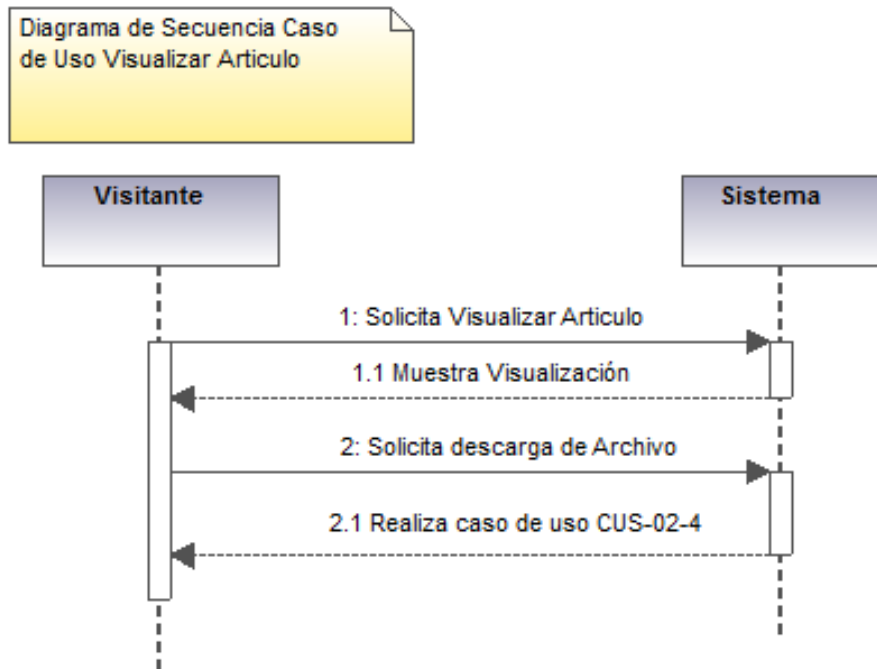 Diagrama de Secuencia Caso
de Uso Visualizar Articulo
Visitante
Sistema
1: Solicita Visualizar Articulo
1.1 Muestra Visualización
2: Solicita descarga de Archivo
2.1 Realiza caso de uso CUS-02-4